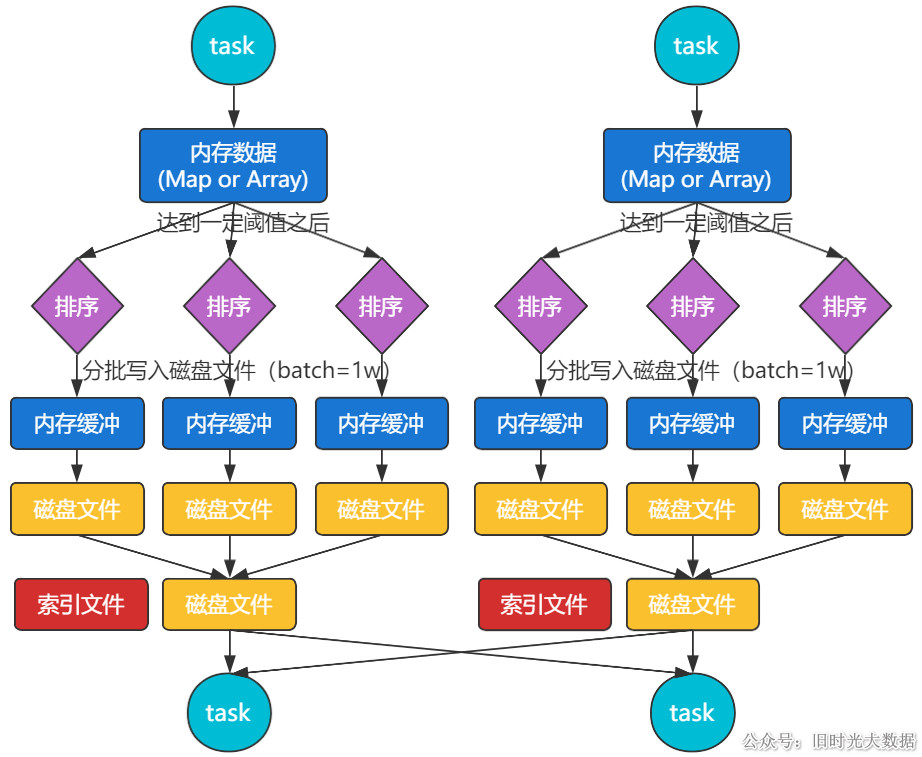 task
task
内存数据
(Map or Array)
内存数据
(Map or Array)
达到一定阈值之后
达到一定阈值之后
排序
排序
排序
排序
排序
排序
分批写入磁盘文件（batch=1w）
分批写入磁盘文件（batch=1w）
内存缓冲
内存缓冲
内存缓冲
内存缓冲
内存缓冲
内存缓冲
磁盘文件
磁盘文件
磁盘文件
磁盘文件
磁盘文件
磁盘文件
索引文件
磁盘文件
索引文件
磁盘文件
task
task
公众号：旧时光大数据